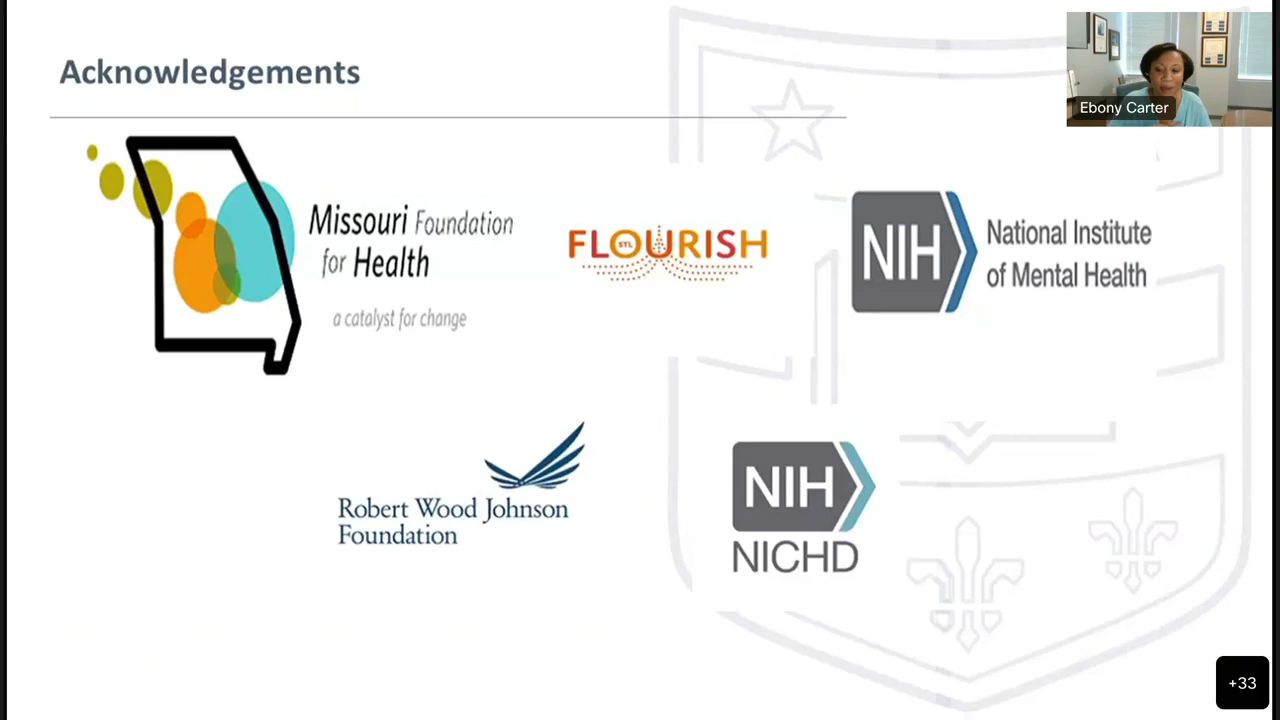 Acknowledgements
Ebony Carter
Missouri Foundation
for Health
a catalyst for change
FLOURISH
STL
NIH
National Institute
of Mental Health
Robert Wood Johnson
Foundation
NIH
NICHD
+33